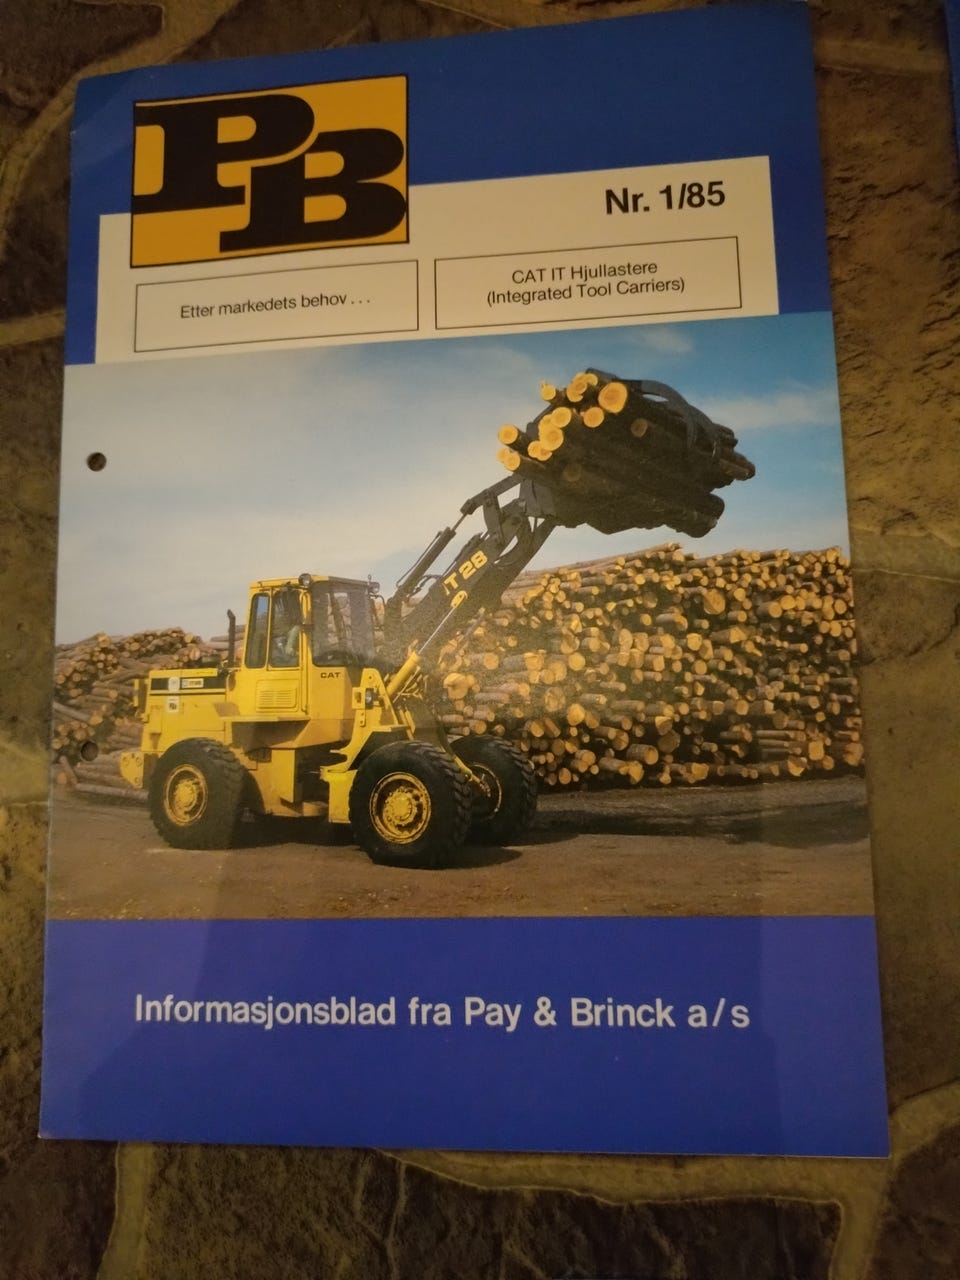 PB
Nr. 1/85
Etter markedets behov...
CAT IT Hjullastere
(Integrated Tool Carriers)
IT 28
CAT
Informasjonsblad fra Pay & Brinck a/s